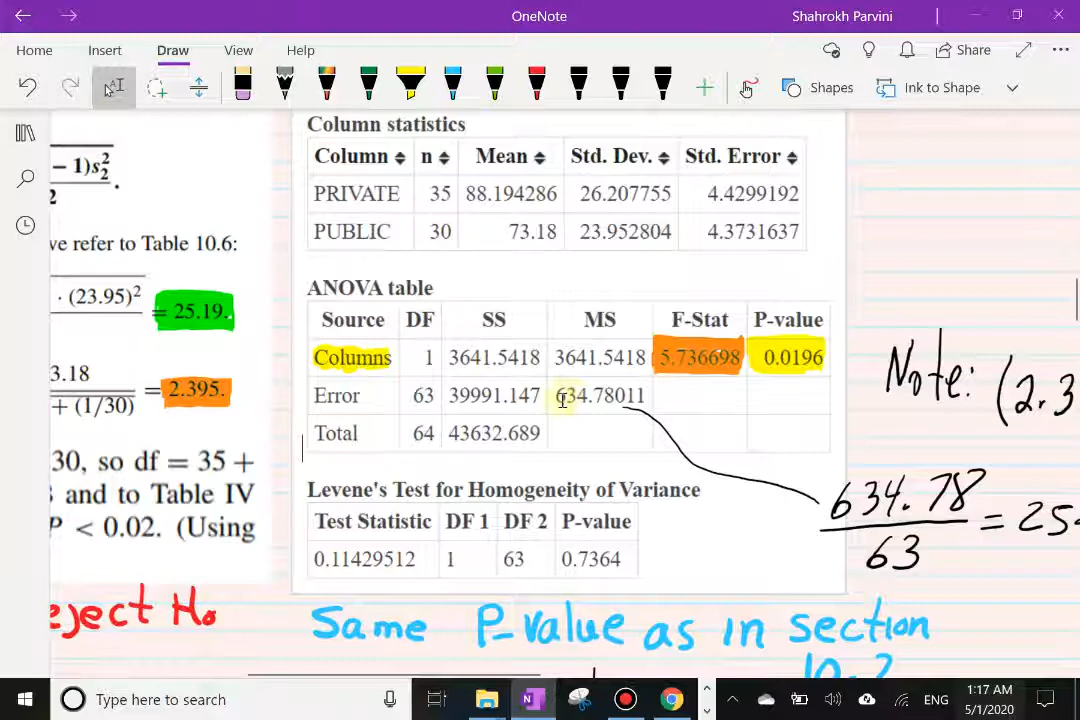 OneNote
Shahrokh Parvini
Home Insert Draw View Help
Share
Shapes
Ink to Shape
− 1)s₂²
2
.
we refer to Table 10.6:
· (23.95)²
= 25.19.
3.18
+ (1/30)
= 2.395.
30, so df = 35 +
and to Table IV
P < 0.02. (Using
eject Ho
Column statistics
Column n Mean Std. Dev. Std. Error
PRIVATE 35 88.194286 26.207755 4.4299192
PUBLIC 30 73.18 23.952804 4.3731637
ANOVA table
Source DF SS MS F-Stat P-value
Columns 1 3641.5418 3641.5418 5.736698 0.0196
Error 63 39991.147 634.78011
Total 64 43632.689
Levene's Test for Homogeneity of Variance
Test Statistic DF 1 DF 2 P-value
0.11429512 1 63 0.7364
Same P-value as in section
10.2
Note: (2.3
634.78
63
= 25
Type here to search
ENG
1:17 AM
5/1/2020